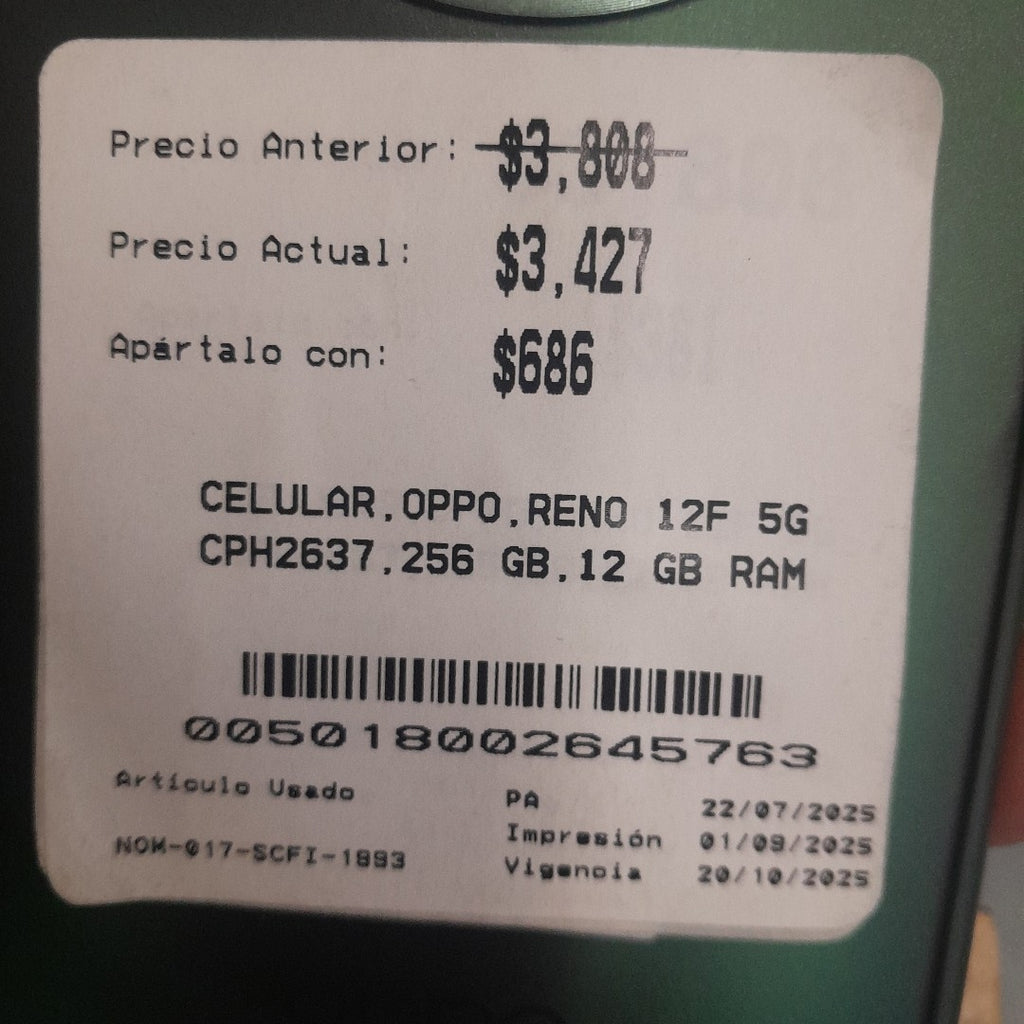 Precio Anterior: $3,808
Precio Actual: $3,427
Apártalo con: $686
CELULAR,OPPO,RENO 12F 5G
CPH2637,256 GB,12 GB RAM
005018002645763
Artículo Usado
NOM-017-SCFI-1993
PA 22/07/2025
Impresión 01/09/2025
Vigencia 20/10/2025